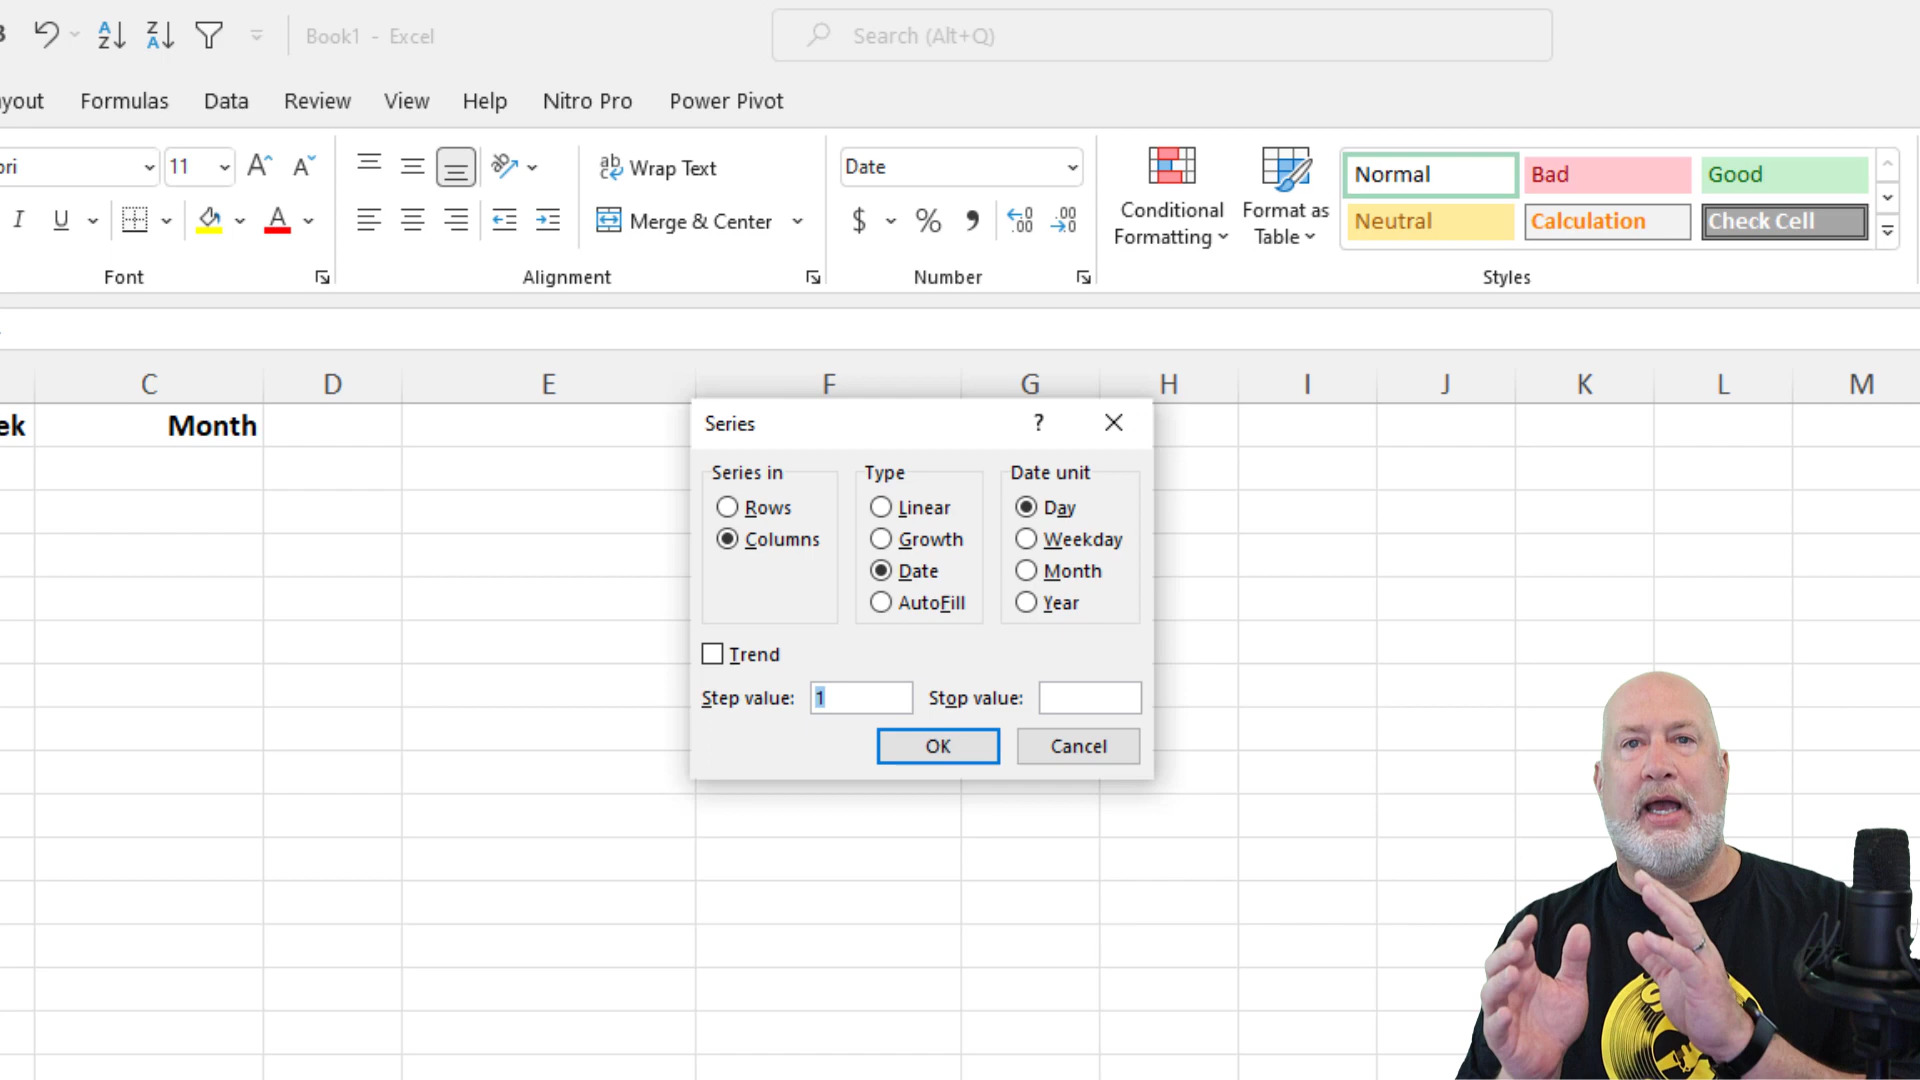 Book1 - Excel
Search (Alt+Q)
yout Formulas Data Review View Help Nitro Pro Power Pivot
ori 11
Wrap Text
Date
Conditional
Formatting
Format as
Table
Normal Bad Good
Neutral Calculation Check Cell
U
Merge & Center
$ % ,
Font Alignment Number Styles
C D E F G H I J K L M
ek Month
Series ?
Series in Type Date unit
Rows Linear Day
Columns Growth Weekday
Date Month
AutoFill Year
Trend
Step value: 1 Stop value:
OK Cancel